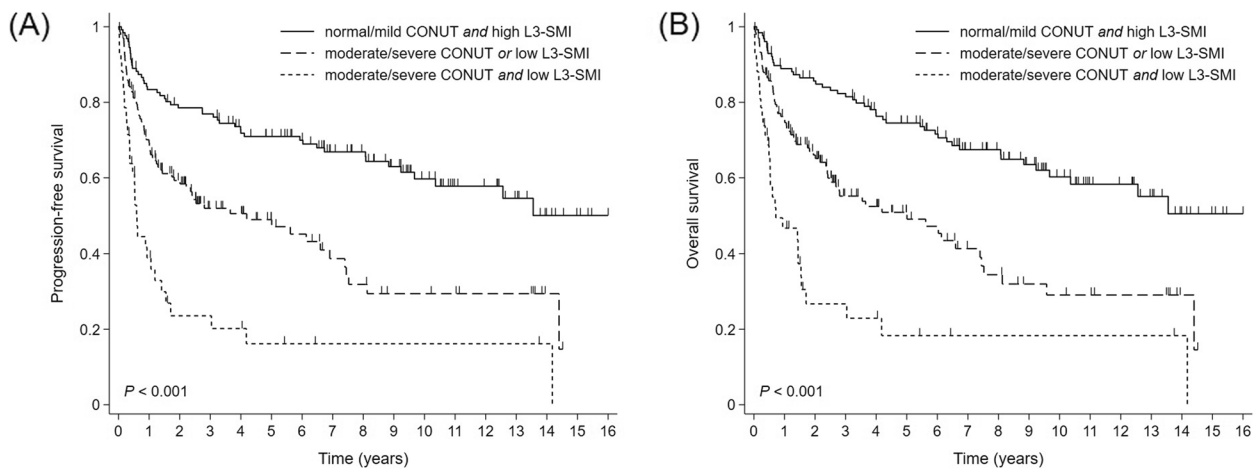 (A)
normal/mild CONUT and high L3-SMI
moderate/severe CONUT or low L3-SMI
moderate/severe CONUT and low L3-SMI
Progression-free survival
1
0.8
0.6
0.4
0.2
0
P < 0.001
0 1 2 3 4 5 6 7 8 9 10 11 12 13 14 15 16
Time (years)
(B)
normal/mild CONUT and high L3-SMI
moderate/severe CONUT or low L3-SMI
moderate/severe CONUT and low L3-SMI
Overall survival
1
0.8
0.6
0.4
0.2
0
P < 0.001
0 1 2 3 4 5 6 7 8 9 10 11 12 13 14 15 16
Time (years)